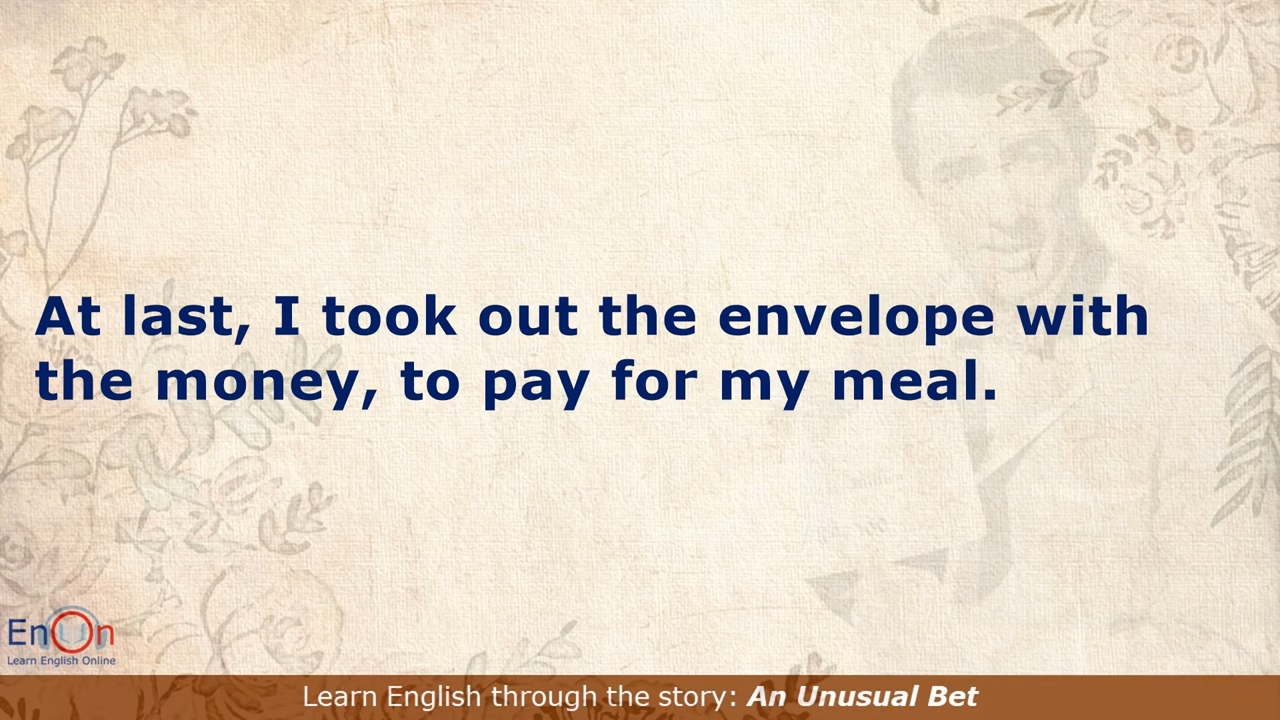 At last, I took out the envelope with
the money, to pay for my meal.
EnOn
Learn English Online
Learn English through the story: An Unusual Bet